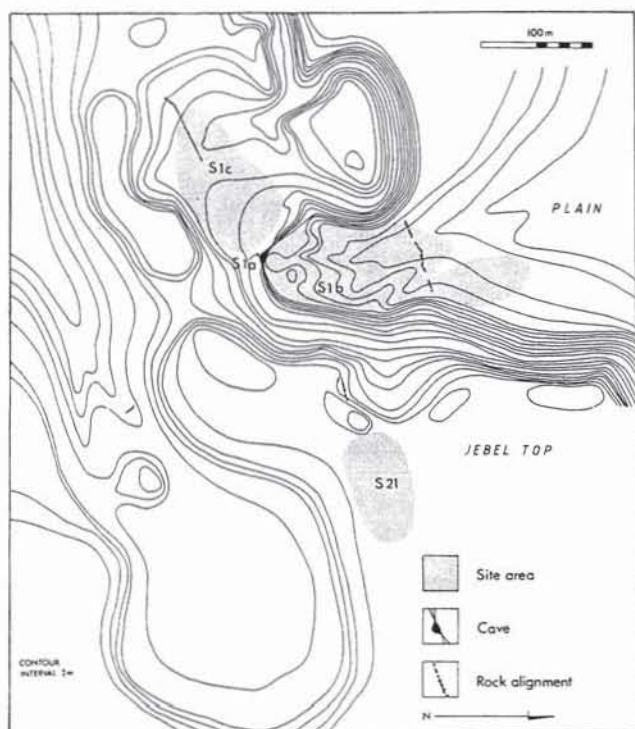 100 m
S1c
PLAIN
S1a
S1b
JEBEL TOP
S21
Site area
Cave
Rock alignment
CONTOUR
INTERVAL 2m
N